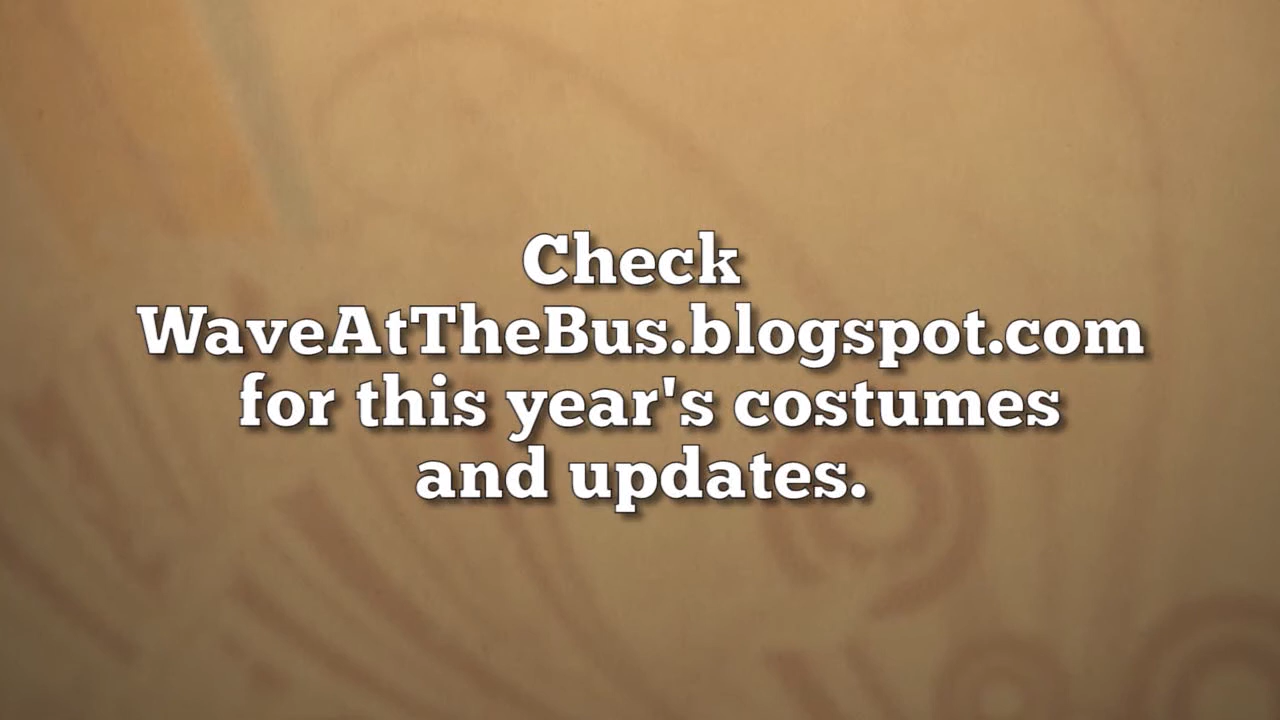 Check
WaveAtTheBus.blogspot.com
for this year's costumes
and updates.